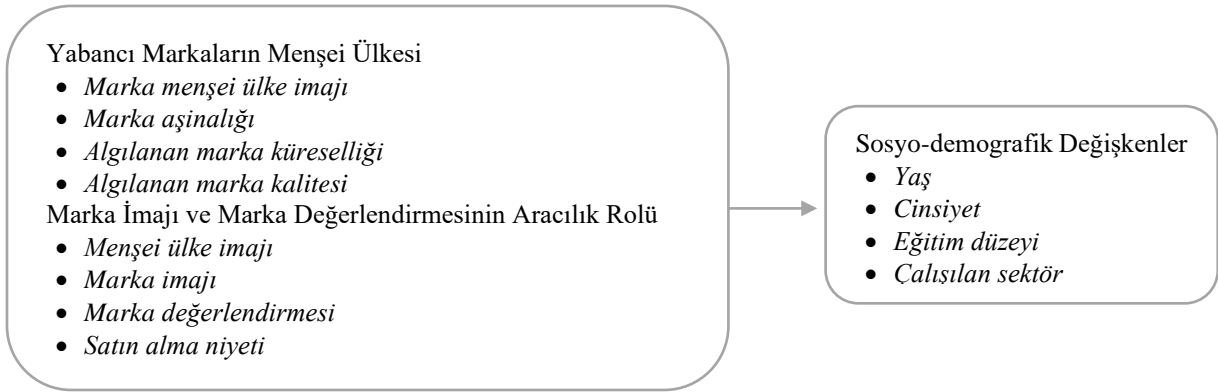 Yabancı Markaların Menşei Ülkesi
• Marka menşei ülke imajı
• Marka aşinalığı
• Algılanan marka küreselliği
• Algılanan marka kalitesi
Marka İmajı ve Marka Değerlendirmesinin Aracılık Rolü
• Menşei ülke imajı
• Marka imajı
• Marka değerlendirmesi
• Satın alma niyeti
Sosyo-demografik Değişkenler
• Yaş
• Cinsiyet
• Eğitim düzeyi
• Çalışılan sektör